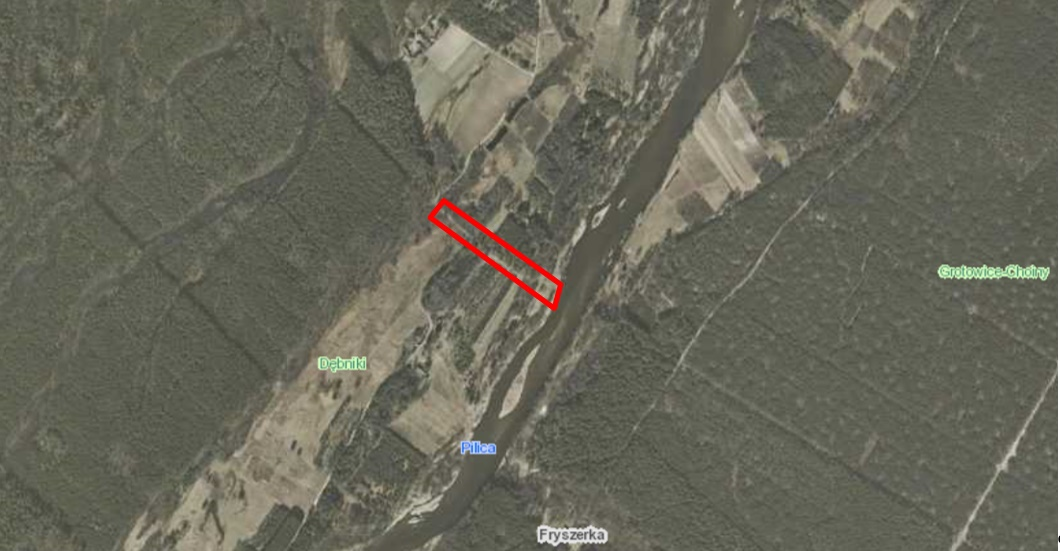 Grotowice-Choiny
Dębniki
Pilica
Fryszerka